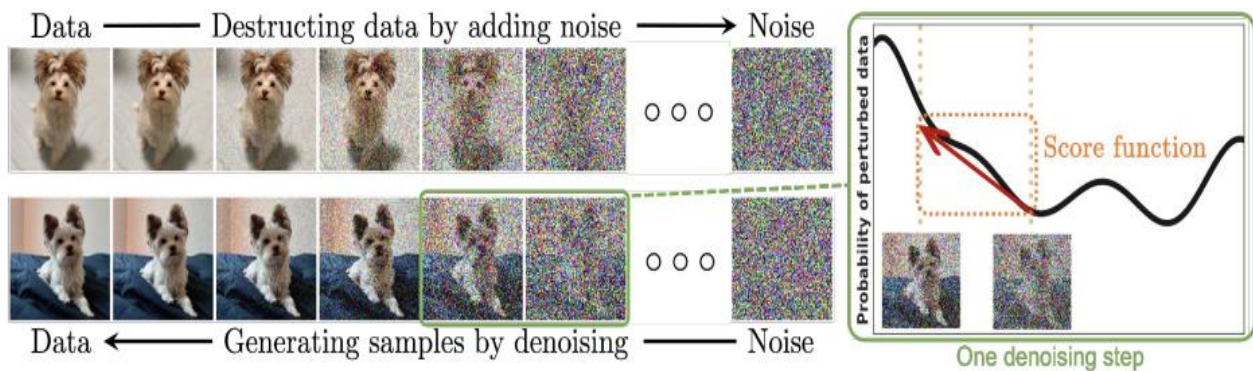 Data Destructing data by adding noise Noise
Data Generating samples by denoising Noise
Probability of perturbed data
Score function
One denoising step